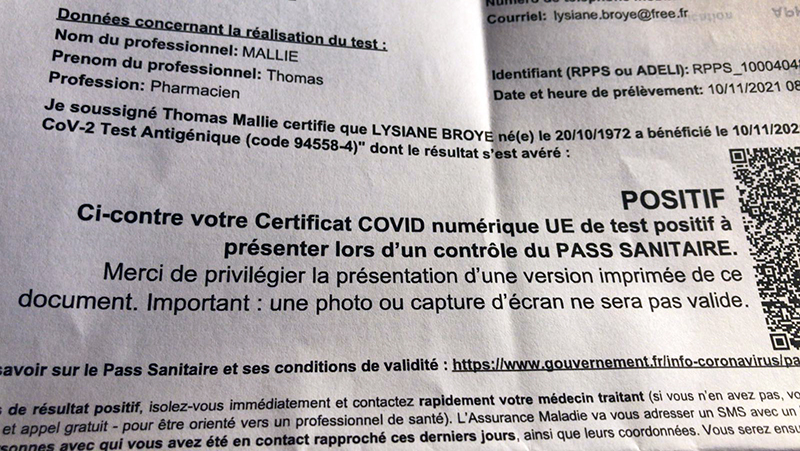 Données concernant la réalisation du test :
Nom du professionnel: MALLIE
Prenom du professionnel: Thomas
Profession: Pharmacien
Courriel: lysiane.broye@free.fr
Identifiant (RPPS ou ADELI): RPPS_1000404
Date et heure de prélèvement: 10/11/2021 08
Je soussigné Thomas Mallie certifie que LYSIANE BROYE né(e) le 20/10/1972 a bénéficié le 10/11/202
CoV-2 Test Antigénique (code 94558-4)" dont le résultat s'est avéré :
POSITIF
Ci-contre votre Certificat COVID numérique UE de test positif à
présenter lors d'un contrôle du PASS SANITAIRE.
Merci de privilégier la présentation d'une version imprimée de ce
document. Important : une photo ou capture d'écran ne sera pas valide.
savoir sur le Pass Sanitaire et ses conditions de validité : https://www.gouvernement.fr/info-coronavirus/pa
de résultat positif, isolez-vous immédiatement et contactez rapidement votre médecin traitant (si vous n'en avez pas, vo
et appel gratuit - pour être orienté vers un professionnel de santé). L'Assurance Maladie va vous adresser un SMS avec un
sonnes avec qui vous avez été en contact rapproché ces derniers jours, ainsi que leurs coordonnées. Vous serez ensu